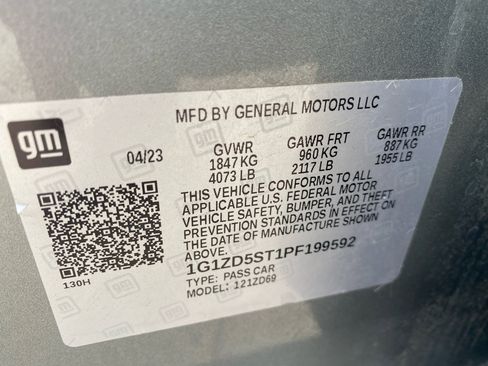 MFD BY GENERAL MOTORS LLC
gm
04/23 GVWR GAWR FRT GAWR RR
1847 KG 960 KG 887 KG
4073 LB 2117 LB 1955 LB
THIS VEHICLE CONFORMS TO ALL
APPLICABLE U.S. FEDERAL MOTOR
VEHICLE SAFETY, BUMPER, AND THEFT
PREVENTION STANDARDS IN EFFECT ON
THE DATE OF MANUFACTURE SHOWN
ABOVE.
1G1ZD5ST1PF199592
130H
TYPE: PASS CAR
MODEL: 121ZD69